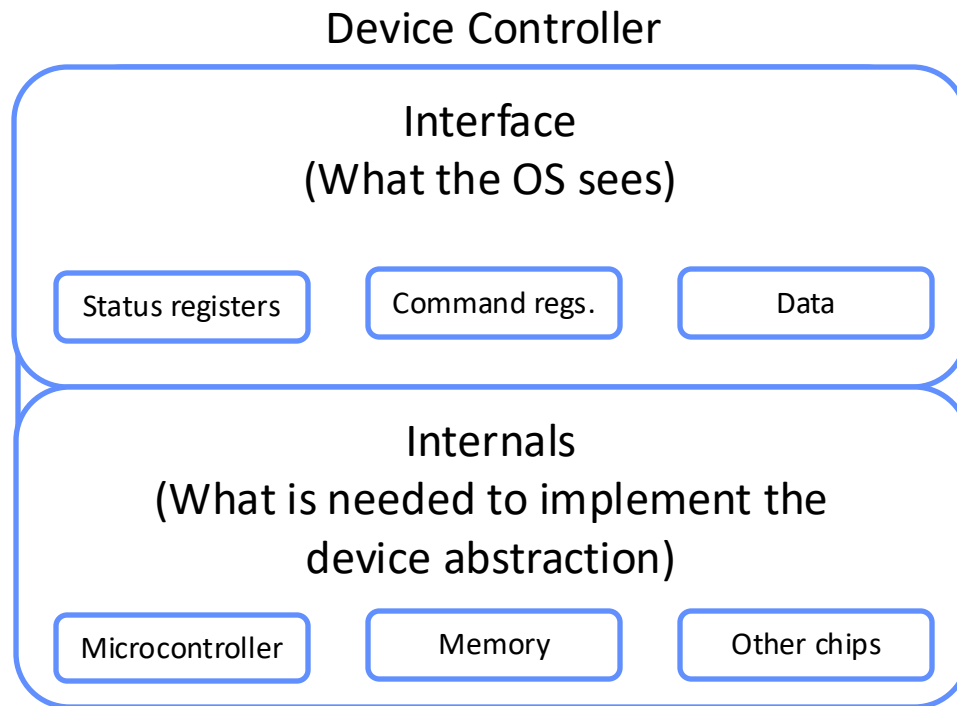 Device Controller
Interface
(What the OS sees)
Status registers
Command regs.
Data
Internals
(What is needed to implement the
device abstraction)
Microcontroller
Memory
Other chips